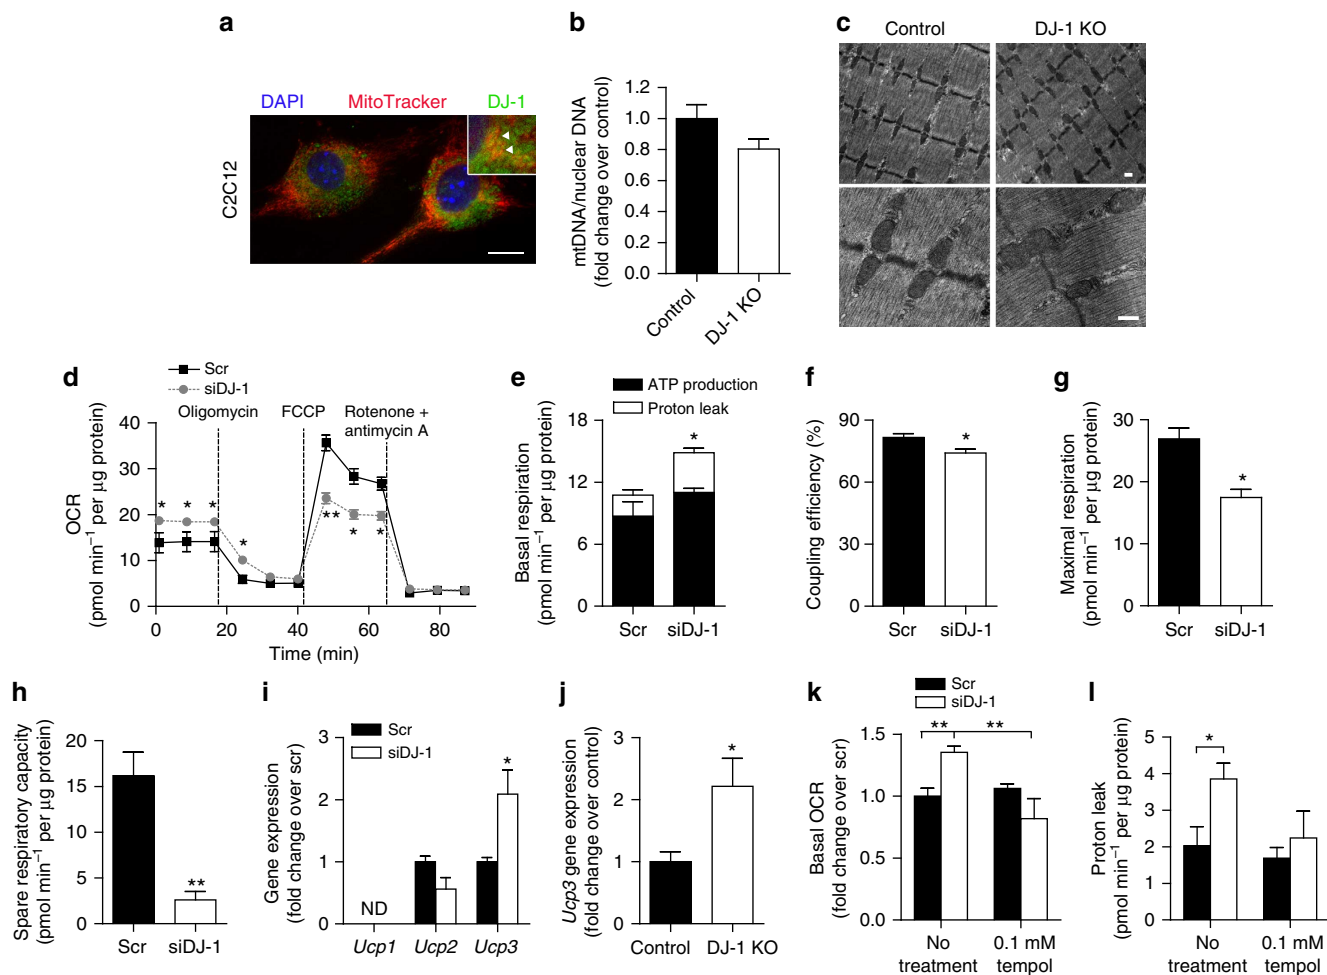 a
DAPI MitoTracker DJ-1
C2C12
b
mtDNA/nuclear DNA
(fold change over control)
1.2
1.0
0.8
0.6
0.4
0.2
0.0
Control
DJ-1 KO
c
Control DJ-1 KO
d
Scr
siDJ-1
Oligomycin FCCP Rotenone +
antimycin A
OCR
(pmol min−1 per μg protein)
40
30
20
10
0
* * * * ** * *
0 20 40 60 80
Time (min)
e
ATP production
Proton leak
Basal respiration
(pmol min−1 per μg protein)
18
12
6
0
*
Scr siDJ-1
f
Coupling efficiency (%)
90
60
30
0
*
Scr siDJ-1
g
Maximal respiration
(pmol min−1 per μg protein)
30
20
10
0
*
Scr siDJ-1
h
Spare respiratory capacity
(pmol min−1 per μg protein)
20
15
10
5
0
**
Scr siDJ-1
i
Scr
siDJ-1
Gene expression
(fold change over scr)
3
2
1
0
ND
*
Ucp1 Ucp2 Ucp3
j
Ucp3 gene expression
(fold change over control)
3
2
1
0
*
Control DJ-1 KO
k
Scr
siDJ-1
Basal OCR
(fold change over scr)
1.5
1.0
0.5
0.0
** **
No 0.1 mM
treatment tempol
l
Proton leak
(pmol min−1 per μg protein)
5
4
3
2
1
0
*
No 0.1 mM
treatment tempol